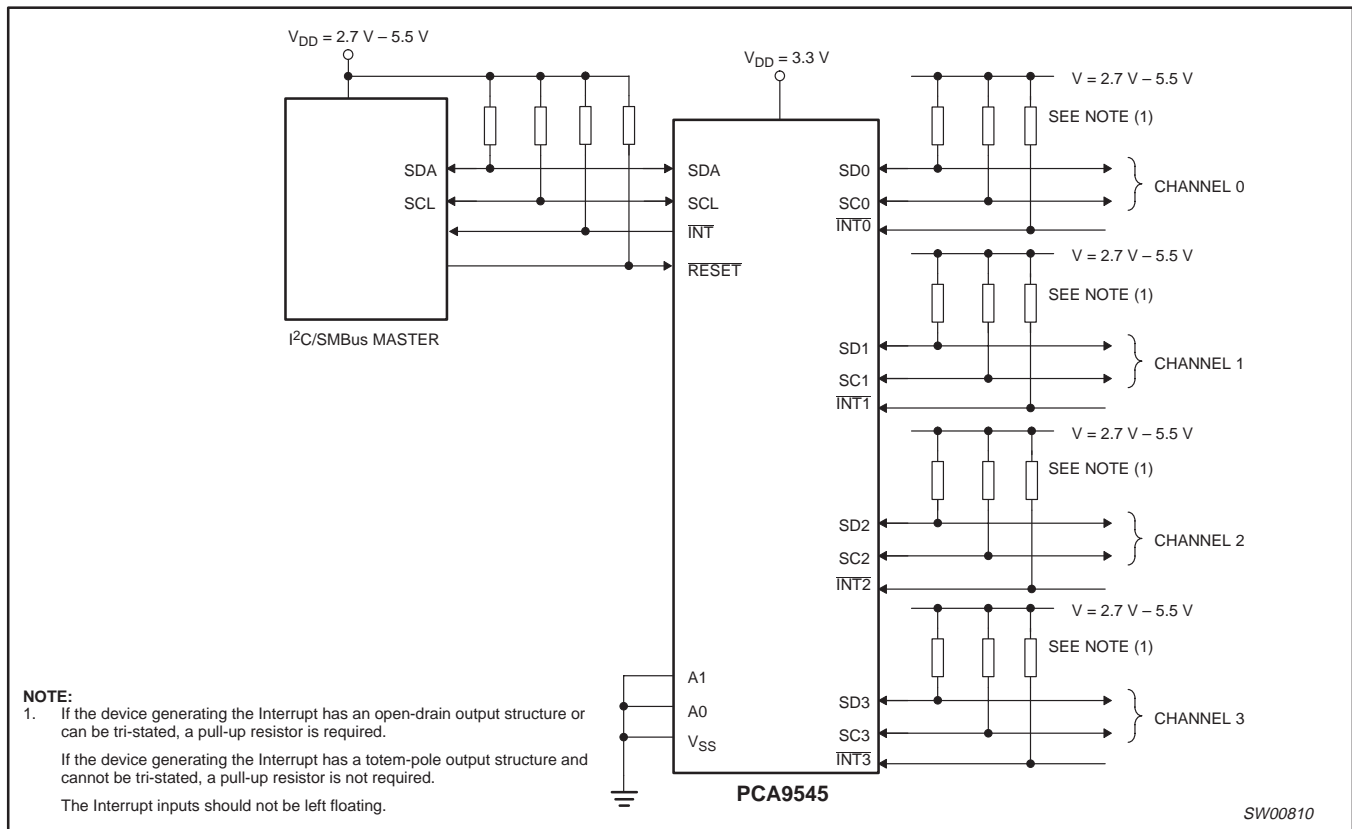 V_DD = 2.7 V – 5.5 V
V_DD = 3.3 V
V = 2.7 V – 5.5 V
SEE NOTE (1)
SDA
SCL
SDA
SCL
INT
RESET
I²C/SMBus MASTER
SD0
SC0
INT0
CHANNEL 0
V = 2.7 V – 5.5 V
SEE NOTE (1)
SD1
SC1
INT1
CHANNEL 1
V = 2.7 V – 5.5 V
SEE NOTE (1)
SD2
SC2
INT2
CHANNEL 2
V = 2.7 V – 5.5 V
SEE NOTE (1)
SD3
SC3
INT3
CHANNEL 3
A1
A0
V_SS
PCA9545
NOTE:
1. If the device generating the Interrupt has an open-drain output structure or
can be tri-stated, a pull-up resistor is required.
If the device generating the Interrupt has a totem-pole output structure and
cannot be tri-stated, a pull-up resistor is not required.
The Interrupt inputs should not be left floating.
SW00810